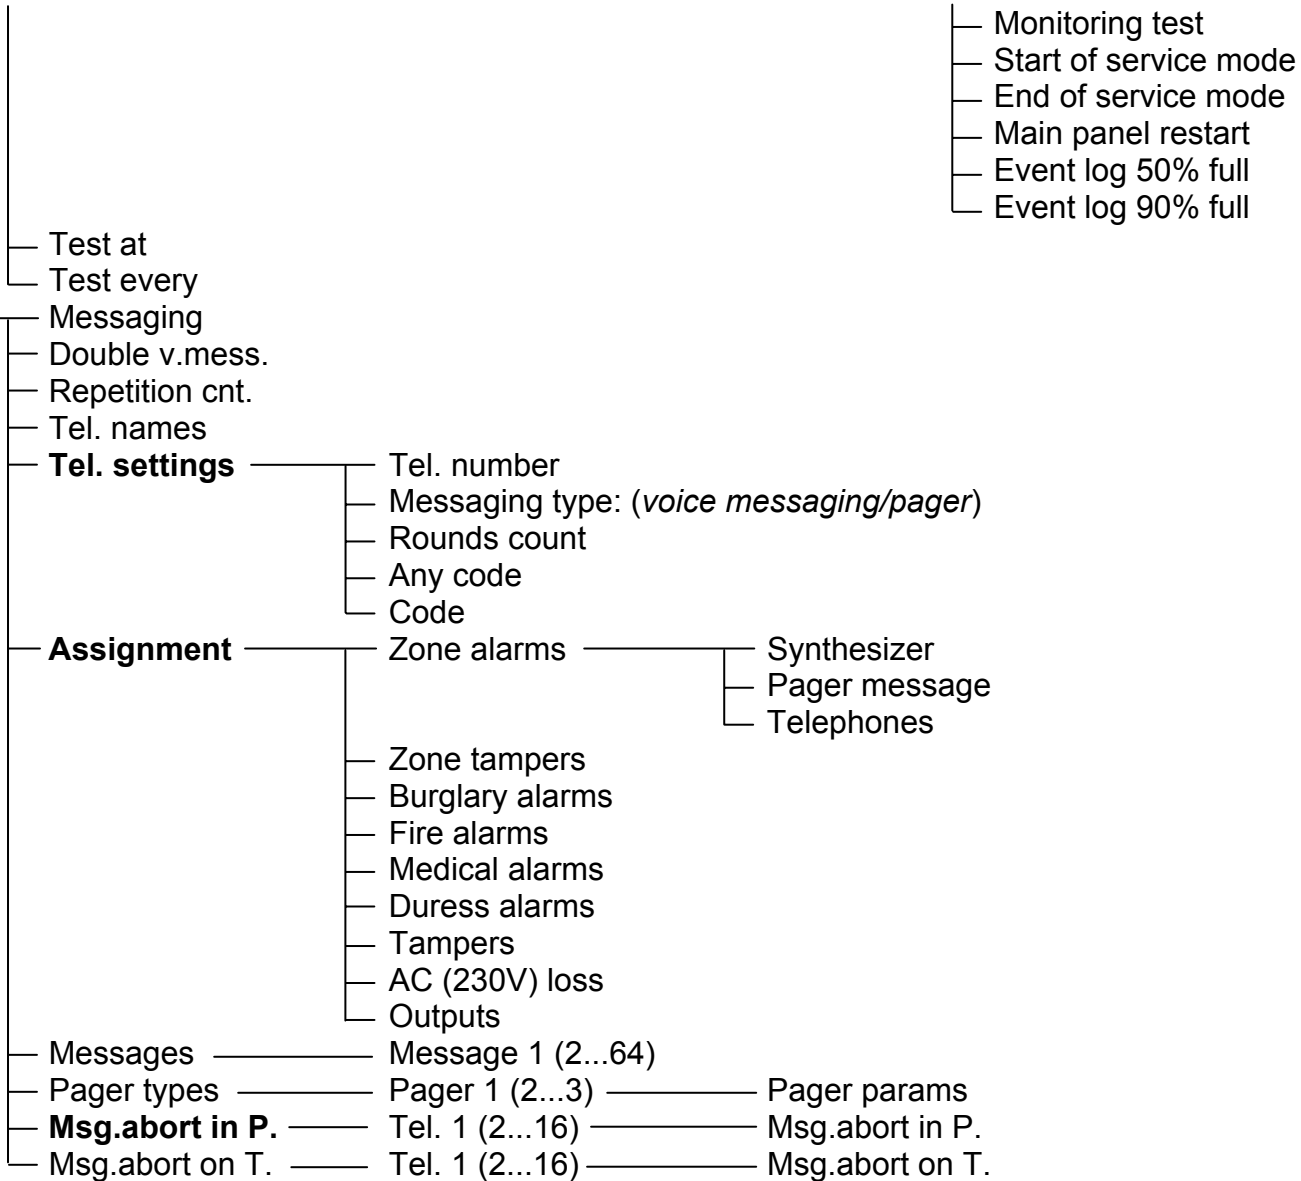 Monitoring test
Start of service mode
End of service mode
Main panel restart
Event log 50% full
Event log 90% full
Test at
Test every
Messaging
Double v.mess.
Repetition cnt.
Tel. names
Tel. settings Tel. number
Messaging type: (voice messaging/pager)
Rounds count
Any code
Code
Assignment Zone alarms Synthesizer
Pager message
Telephones
Zone tampers
Burglary alarms
Fire alarms
Medical alarms
Duress alarms
Tampers
AC (230V) loss
Outputs
Messages Message 1 (2...64)
Pager types Pager 1 (2...3) Pager params
Msg.abort in P. Tel. 1 (2...16) Msg.abort in P.
Msg.abort on T. Tel. 1 (2...16) Msg.abort on T.